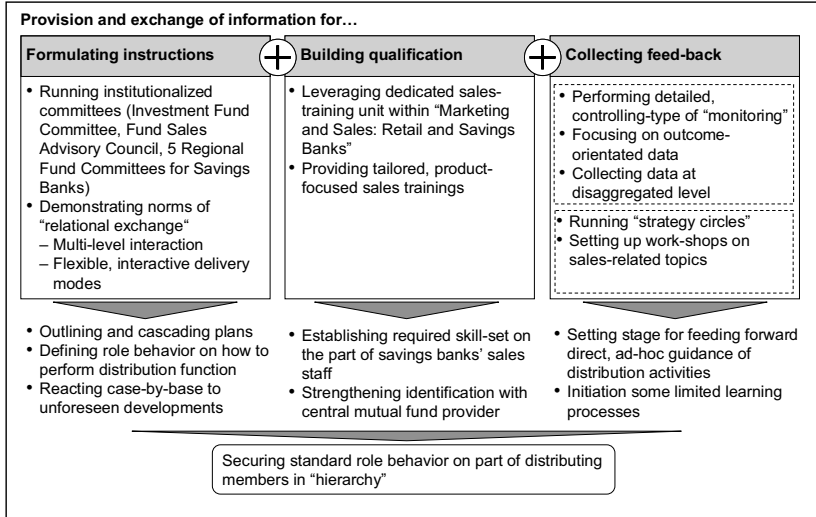 Provision and exchange of information for…
Formulating instructions
• Running institutionalized
committees (Investment Fund
Committee, Fund Sales
Advisory Council, 5 Regional
Fund Committees for Savings
Banks)
• Demonstrating norms of
“relational exchange“
– Multi-level interaction
– Flexible, interactive delivery
modes
• Outlining and cascading plans
• Defining role behavior on how to
perform distribution function
• Reacting case-by-base to
unforeseen developments
+
Building qualification
• Leveraging dedicated sales-
training unit within “Marketing
and Sales: Retail and Savings
Banks”
• Providing tailored, product-
focused sales trainings
• Establishing required skill-set on
the part of savings banks’ sales
staff
• Strengthening identification with
central mutual fund provider
+
Collecting feed-back
• Performing detailed,
controlling-type of “monitoring”
• Focusing on outcome-
orientated data
• Collecting data at
disaggregated level
• Running “strategy circles”
• Setting up work-shops on
sales-related topics
• Setting stage for feeding forward
direct, ad-hoc guidance of
distribution activities
• Initiation some limited learning
processes
Securing standard role behavior on part of distributing
members in “hierarchy”